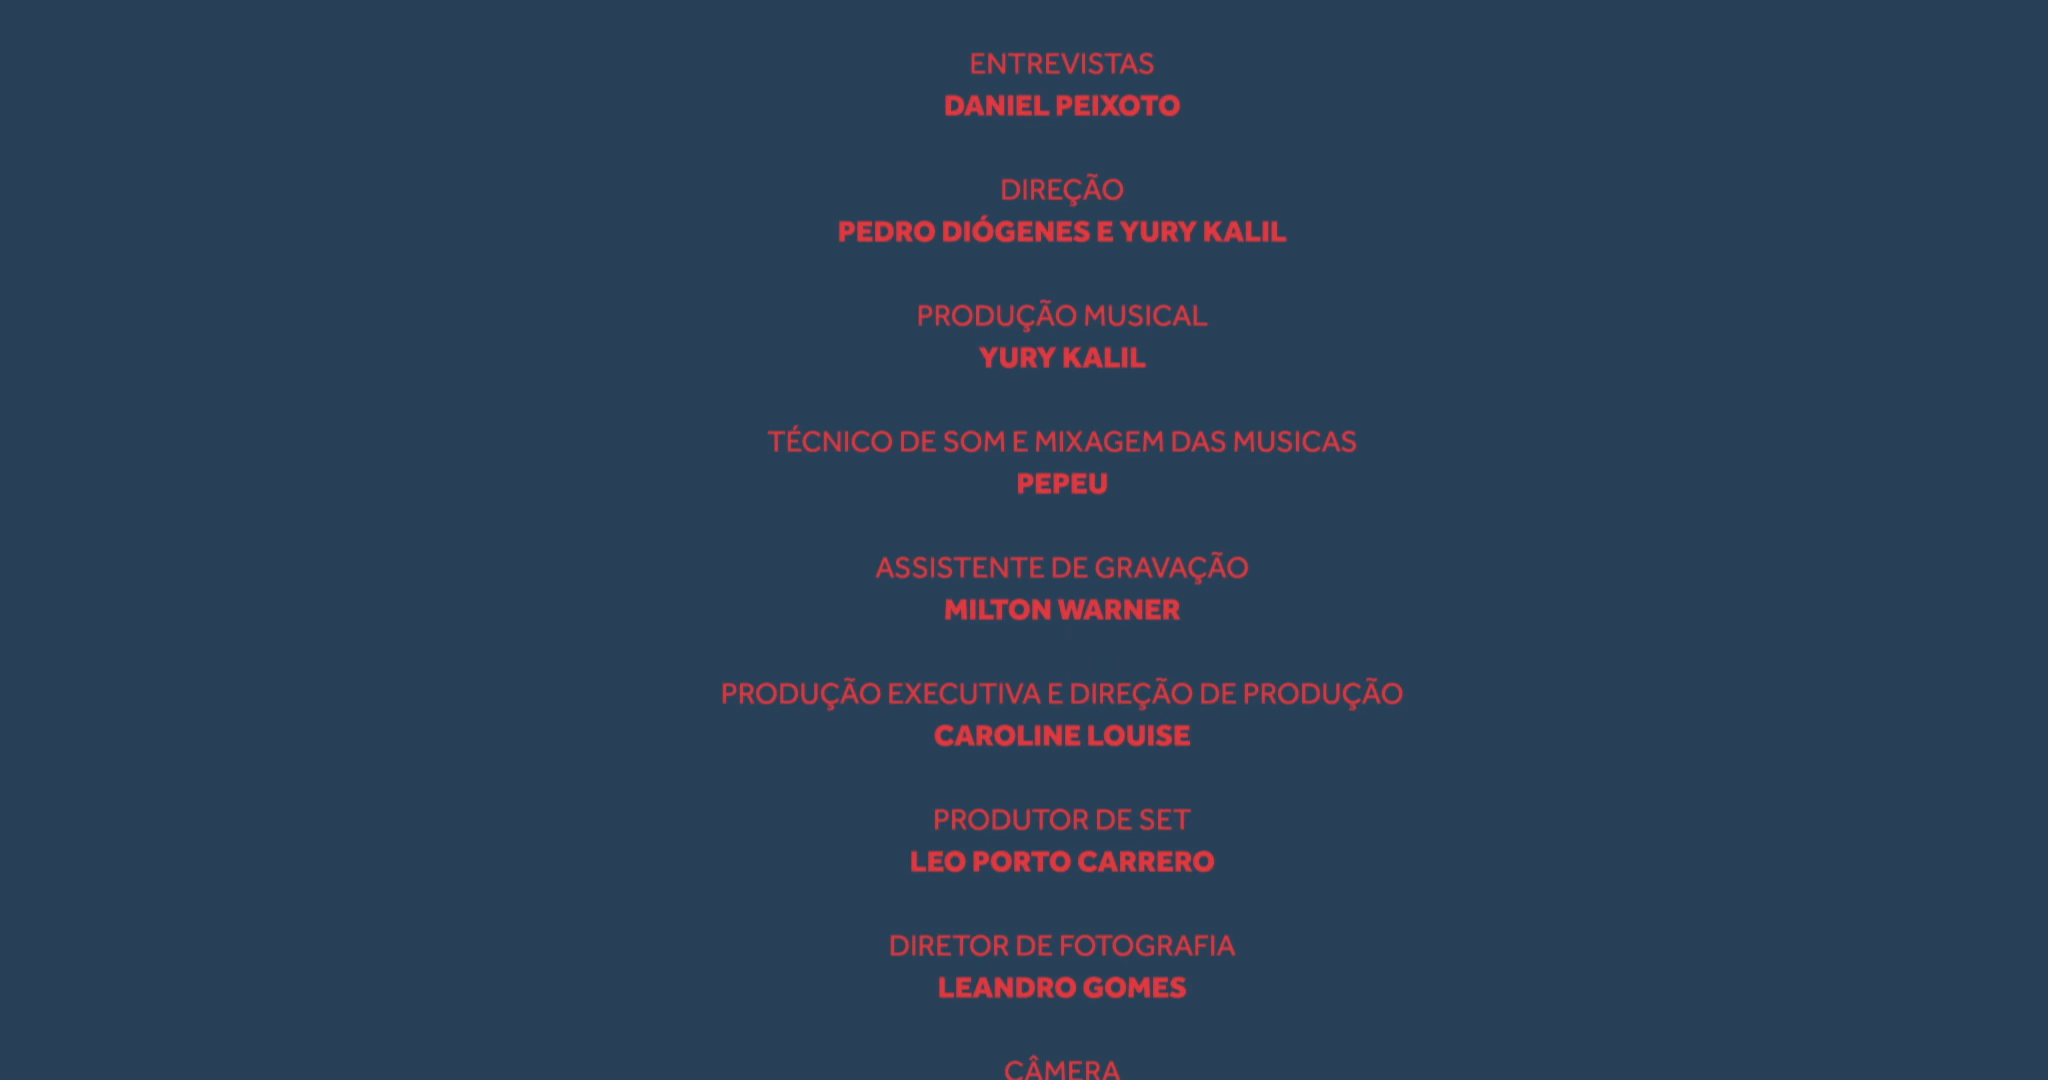 ENTREVISTAS
DANIEL PEIXOTO
DIREÇÃO
PEDRO DIÓGENES E YURY KALIL
PRODUÇÃO MUSICAL
YURY KALIL
TÉCNICO DE SOM E MIXAGEM DAS MUSICAS
PEPEU
ASSISTENTE DE GRAVAÇÃO
MILTON WARNER
PRODUÇÃO EXECUTIVA E DIREÇÃO DE PRODUÇÃO
CAROLINE LOUISE
PRODUTOR DE SET
LEO PORTO CARRERO
DIRETOR DE FOTOGRAFIA
LEANDRO GOMES
CÂMERA